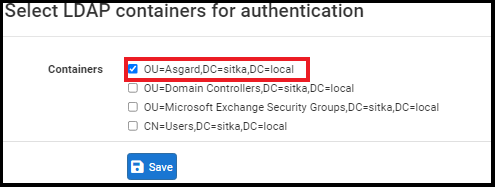 Select LDAP containers for authentication
Containers
OU=Asgard,DC=sitka,DC=local
OU=Domain Controllers,DC=sitka,DC=local
OU=Microsoft Exchange Security Groups,DC=sitka,DC=local
CN=Users,DC=sitka,DC=local
Save